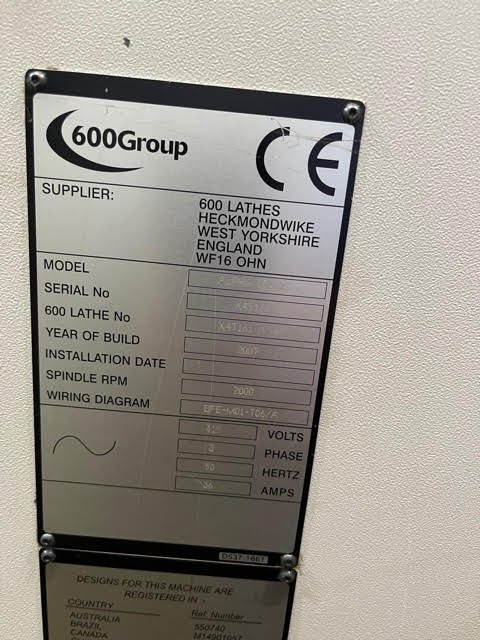 600Group
CE
SUPPLIER:
600 LATHES
HECKMONDWIKE
WEST YORKSHIRE
ENGLAND
WF16 OHN
MODEL
SERIAL No
600 LATHE No
YEAR OF BUILD
INSTALLATION DATE
SPINDLE RPM 2000
WIRING DIAGRAM
VOLTS
3 PHASE
50 HERTZ
AMPS
DS37-1661
DESIGNS FOR THIS MACHINE ARE
REGISTERED IN :-
COUNTRY Ref. Number
AUSTRALIA
BRAZIL 550740
CANADA